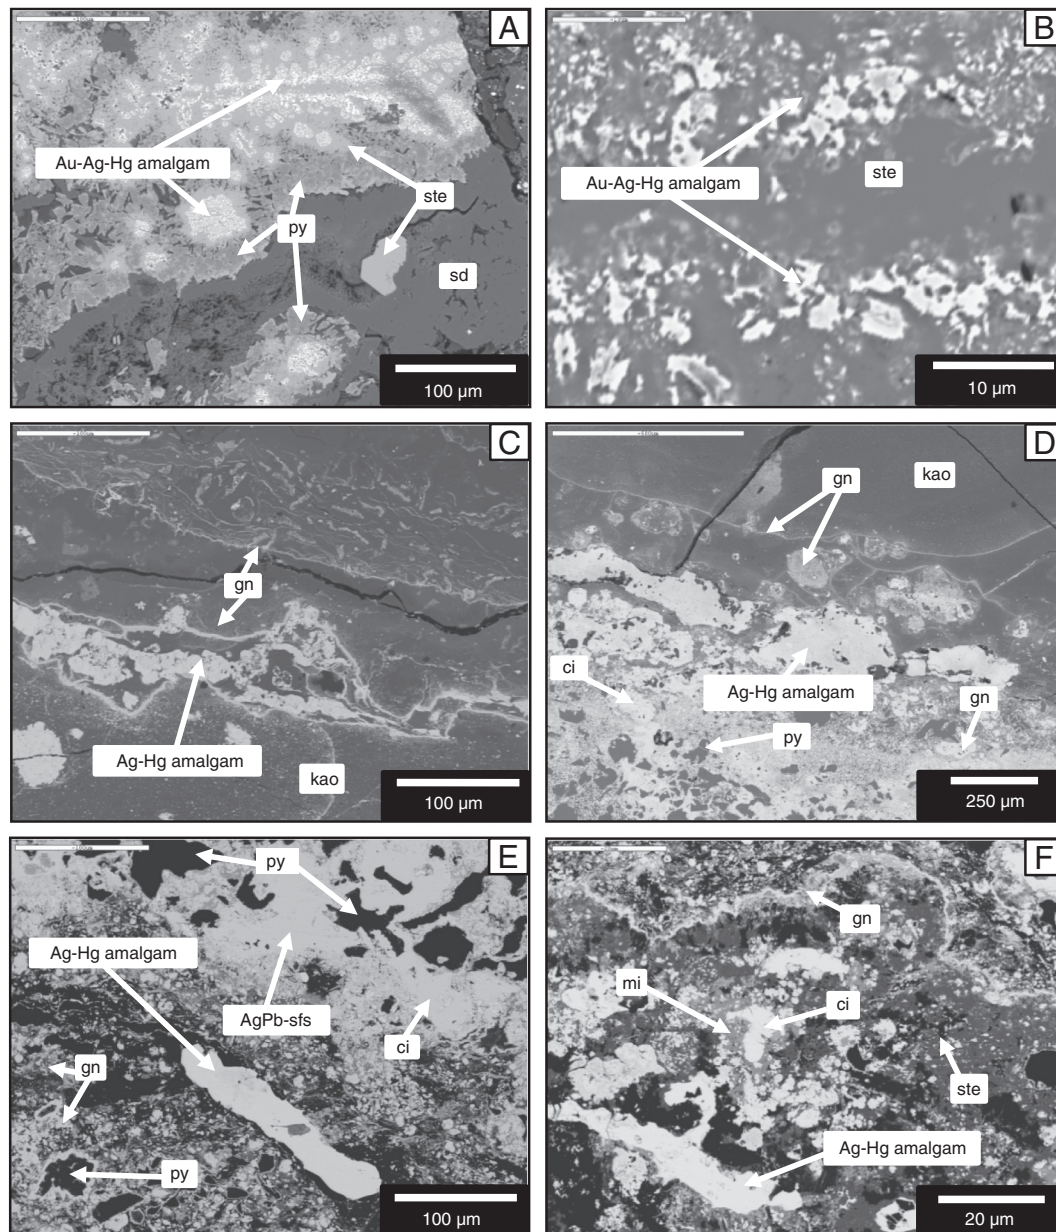 A
Au-Ag-Hg amalgam
ste
py
sd
100 µm
B
Au-Ag-Hg amalgam
ste
10 µm
C
gn
Ag-Hg amalgam
kao
100 µm
D
gn
kao
ci
Ag-Hg amalgam
gn
py
250 µm
E
py
Ag-Hg amalgam
AgPb-sfs
ci
gn
py
100 µm
F
gn
mi
ci
ste
Ag-Hg amalgam
20 µm